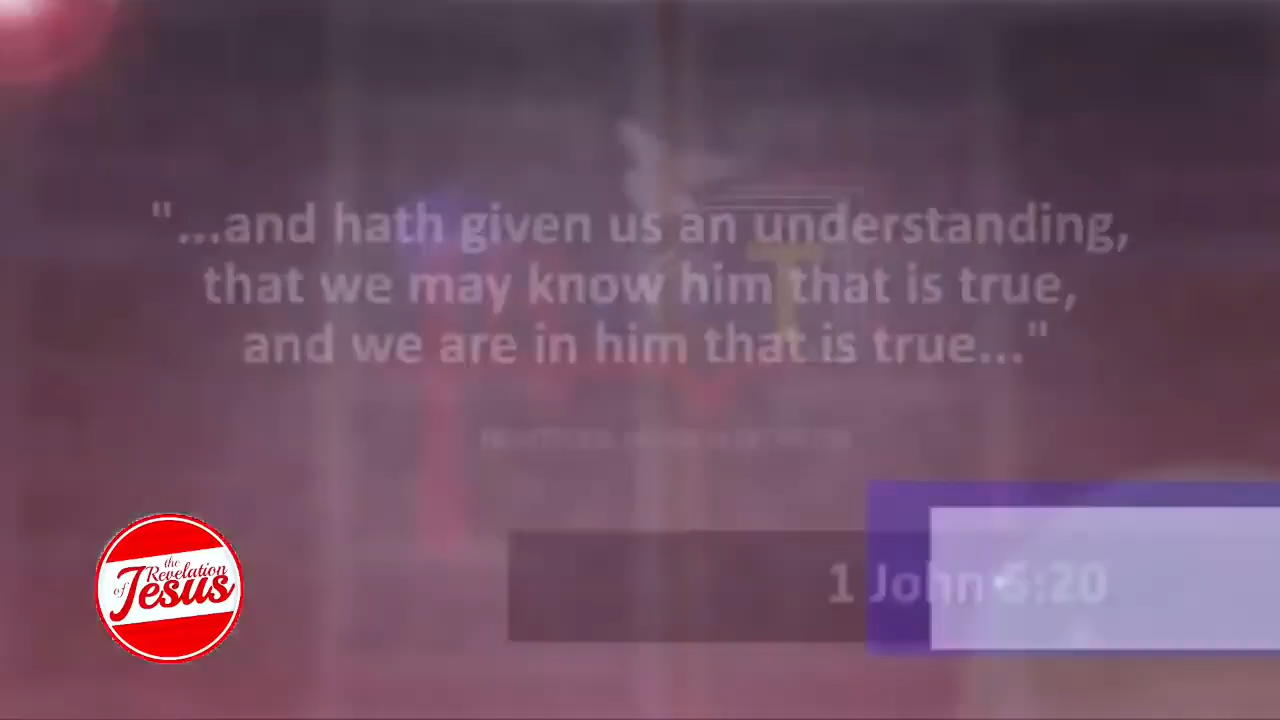 "...and hath given us an understanding,
that we may know him that is true,
and we are in him that is true..."
1 John 5:20
the
Revelation
of Jesus